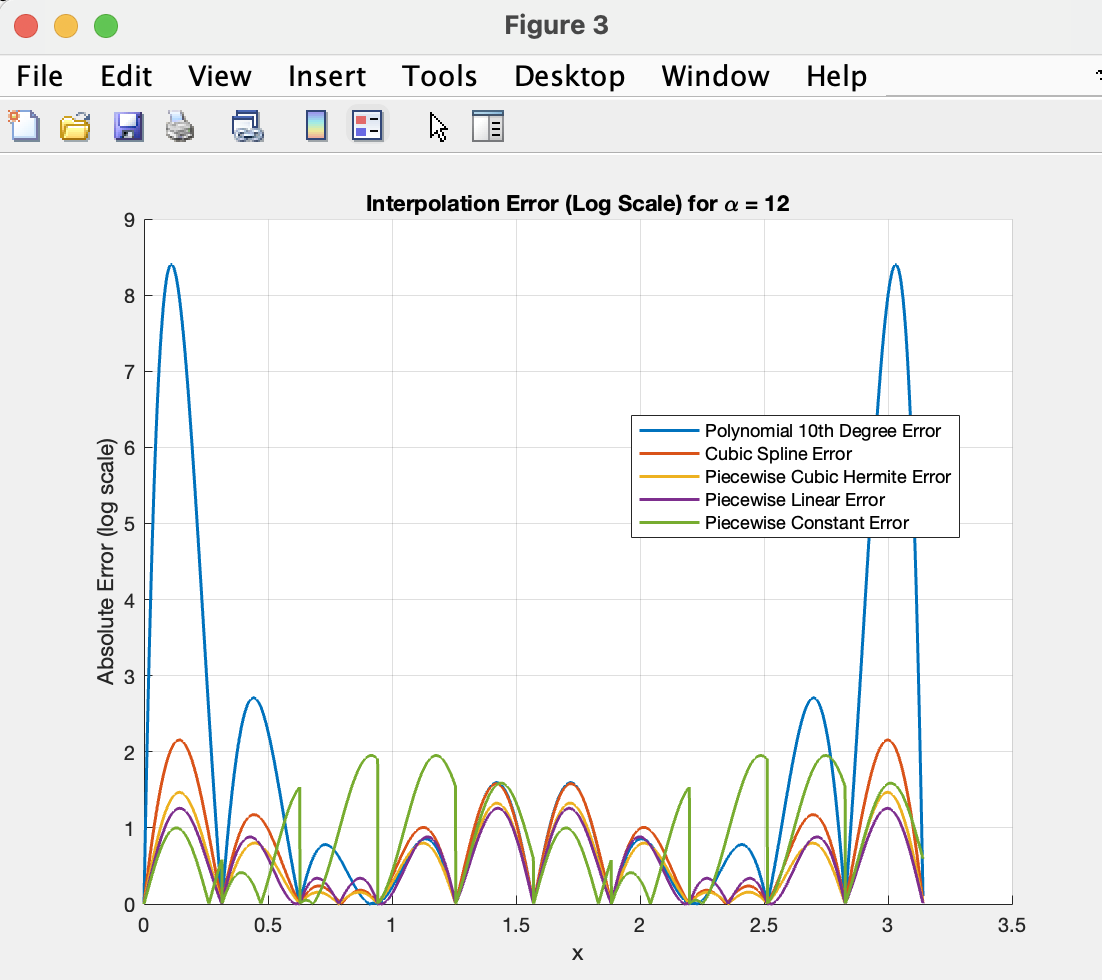 Figure 3
File Edit View Insert Tools Desktop Window Help
Interpolation Error (Log Scale) for α = 12
9
8
7
6
5
4
3
2
1
0
Absolute Error (log scale)
Polynomial 10th Degree Error
Cubic Spline Error
Piecewise Cubic Hermite Error
Piecewise Linear Error
Piecewise Constant Error
0 0.5 1 1.5 2 2.5 3 3.5
x